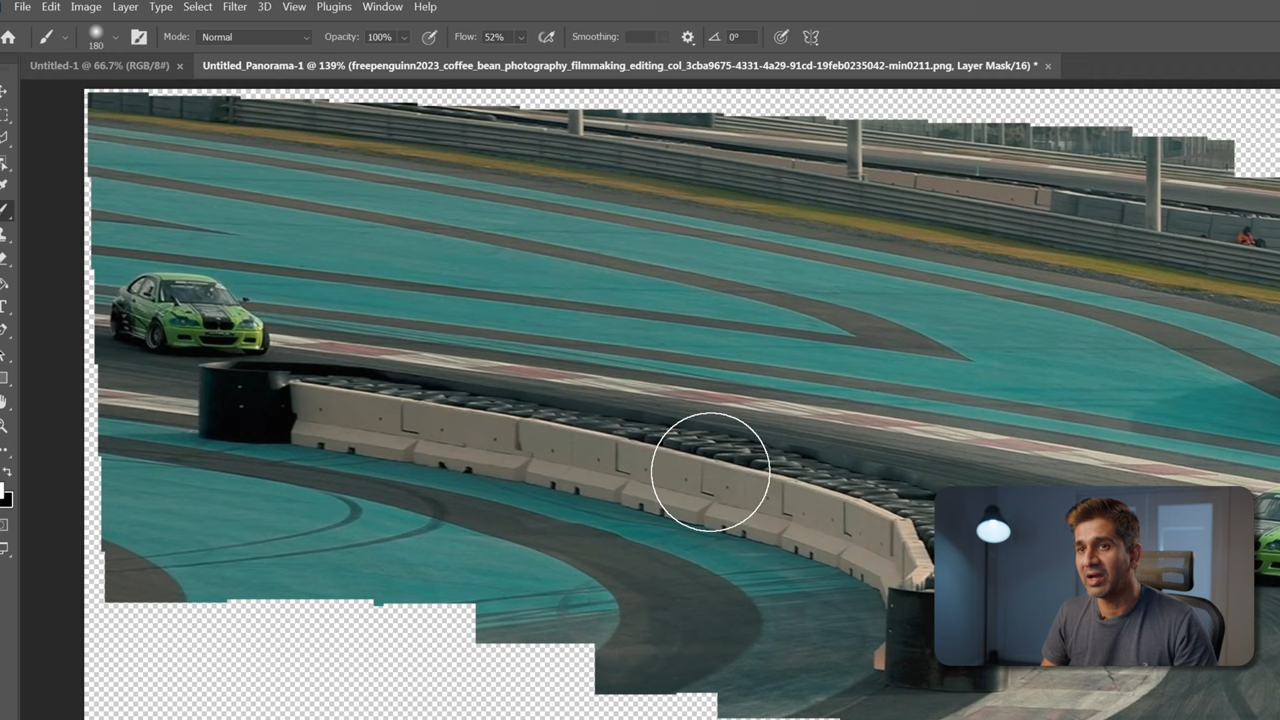 File Edit Image Layer Type Select Filter 3D View Plugins Window Help
180 Mode: Normal Opacity: 100% Flow: 52% Smoothing: 0°
Untitled-1 @ 66.7% (RGB/8#) × Untitled_Panorama-1 @ 139% (freepenguinn2023_coffee_bean_photography_filmmaking_editing_col_3cba9675-4331-4a29-91cd-19feb0235042-min0211.png, Layer Mask/16) * ×